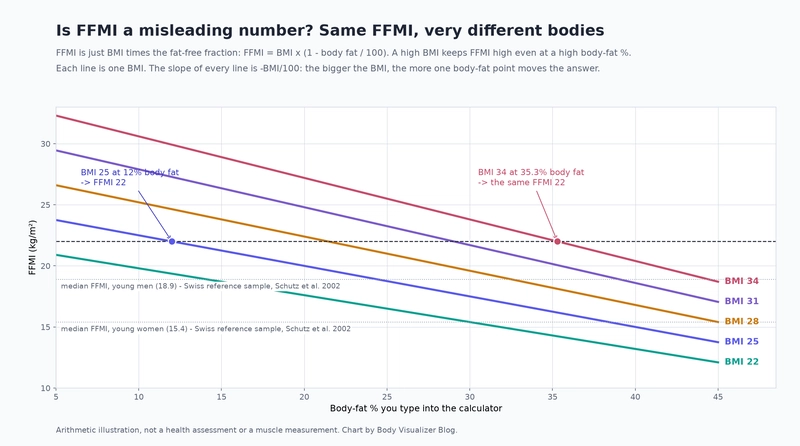 Is FFMI a misleading number? Same FFMI, very different bodies
FFMI is just BMI times the fat-free fraction: FFMI = BMI x (1 - body fat / 100). A high BMI keeps FFMI high even at a high body-fat %.
Each line is one BMI. The slope of every line is -BMI/100: the bigger the BMI, the more one body-fat point moves the answer.
30
25
20
15
10
FFMI (kg/m²)
BMI 25 at 12% body fat
-> FFMI 22
BMI 34 at 35.3% body fat
-> the same FFMI 22
median FFMI, young men (18.9) - Swiss reference sample, Schutz et al. 2002
median FFMI, young women (15.4) - Swiss reference sample, Schutz et al. 2002
BMI 34
BMI 31
BMI 28
BMI 25
BMI 22
5 10 15 20 25 30 35 40 45
Body-fat % you type into the calculator
Arithmetic illustration, not a health assessment or a muscle measurement. Chart by Body Visualizer Blog.